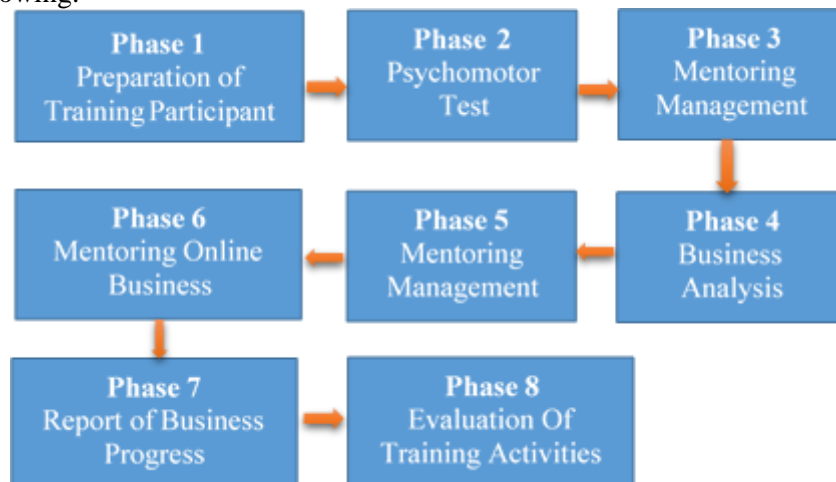 Phase 1
Preparation of
Training Participant
Phase 2
Psychomotor
Test
Phase 3
Mentoring
Management
Phase 4
Business
Analysis
Phase 5
Mentoring
Management
Phase 6
Mentoring Online
Business
Phase 7
Report of Business
Progress
Phase 8
Evaluation Of
Training Activities